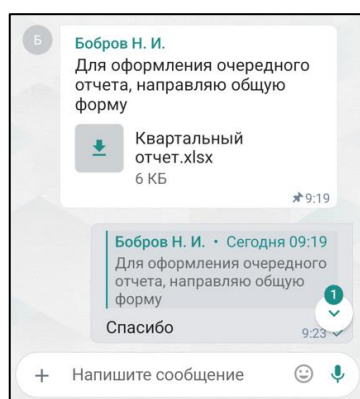 Б
Бобров Н. И.
Для оформления очередного
отчета, направляю общую
форму
Квартальный
отчет.xlsx
6 КБ
9:19
Бобров Н. И. • Сегодня 09:19
Для оформления очередного
отчета, направляю общую
форму
1
Спасибо
9:23
+ Напишите сообщение